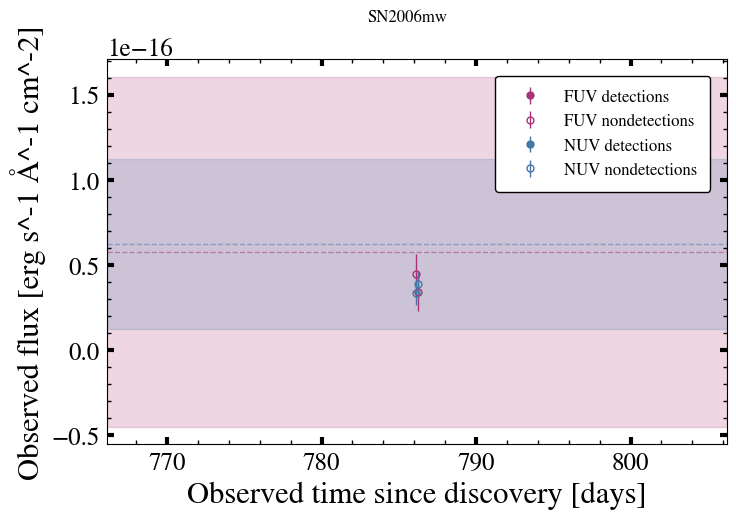 SN2006mw
1e−16
1.5
1.0
0.5
0.0
−0.5
Observed flux [erg s^-1 Å^-1 cm^-2]
FUV detections
FUV nondetections
NUV detections
NUV nondetections
770
780
790
800
Observed time since discovery [days]